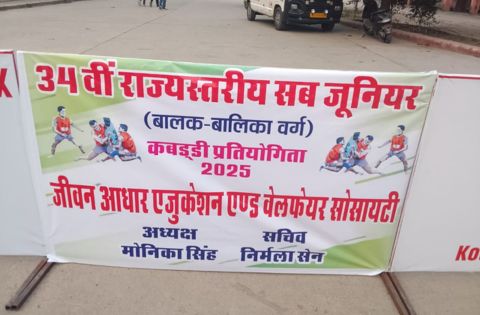 34 वीं राज्यस्तरीय सब जूनियर
(बालक-बालिका वर्ग)
कबड्डी प्रतियोगिता
2025
जीवन आधार एजुकेशन एण्ड वेलफेयर सोसायटी
अध्यक्ष सचिव
मोनिका सिंह निर्मला सेन